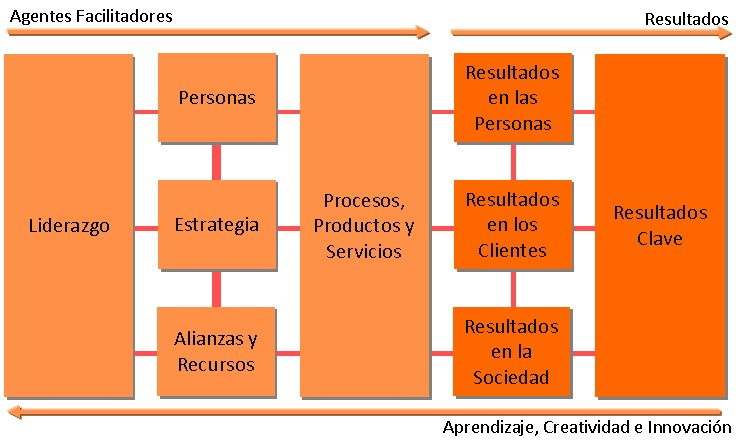 Agentes Facilitadores
Resultados
Liderazgo
Personas
Estrategia
Alianzas y
Recursos
Procesos,
Productos y
Servicios
Resultados
en las
Personas
Resultados
en los
Clientes
Resultados
en la
Sociedad
Resultados
Clave
Aprendizaje, Creatividad e Innovación